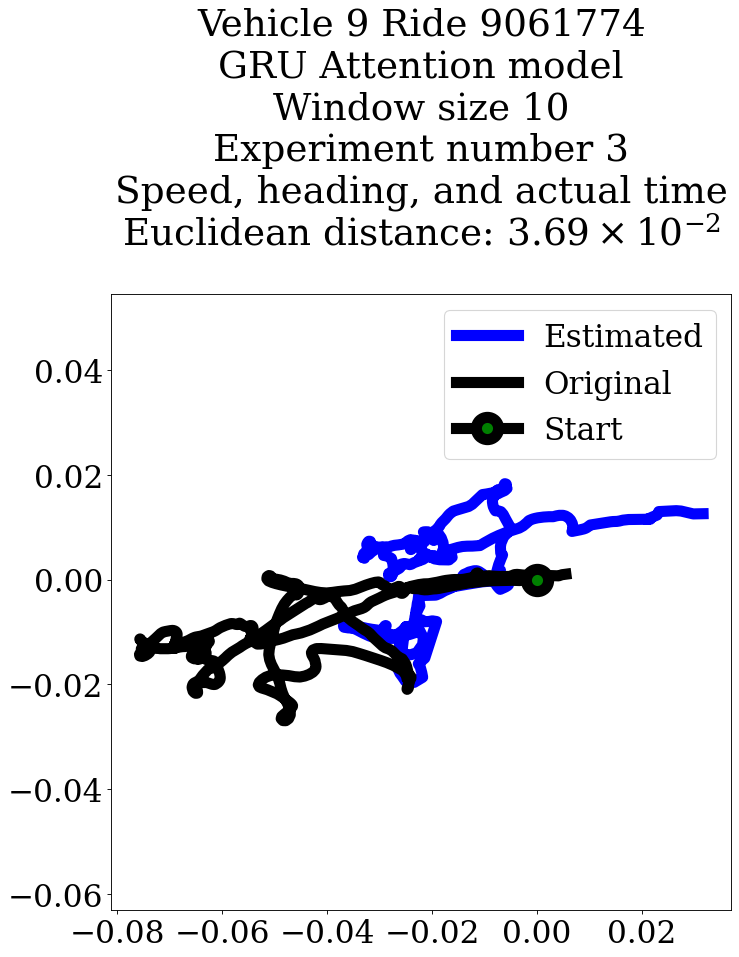 Vehicle 9 Ride 9061774
GRU Attention model
Window size 10
Experiment number 3
Speed, heading, and actual time
Euclidean distance: 3.69 × 10⁻²
Estimated
Original
Start
0.04
0.02
0.00
−0.02
−0.04
−0.06
−0.08 −0.06 −0.04 −0.02 0.00 0.02